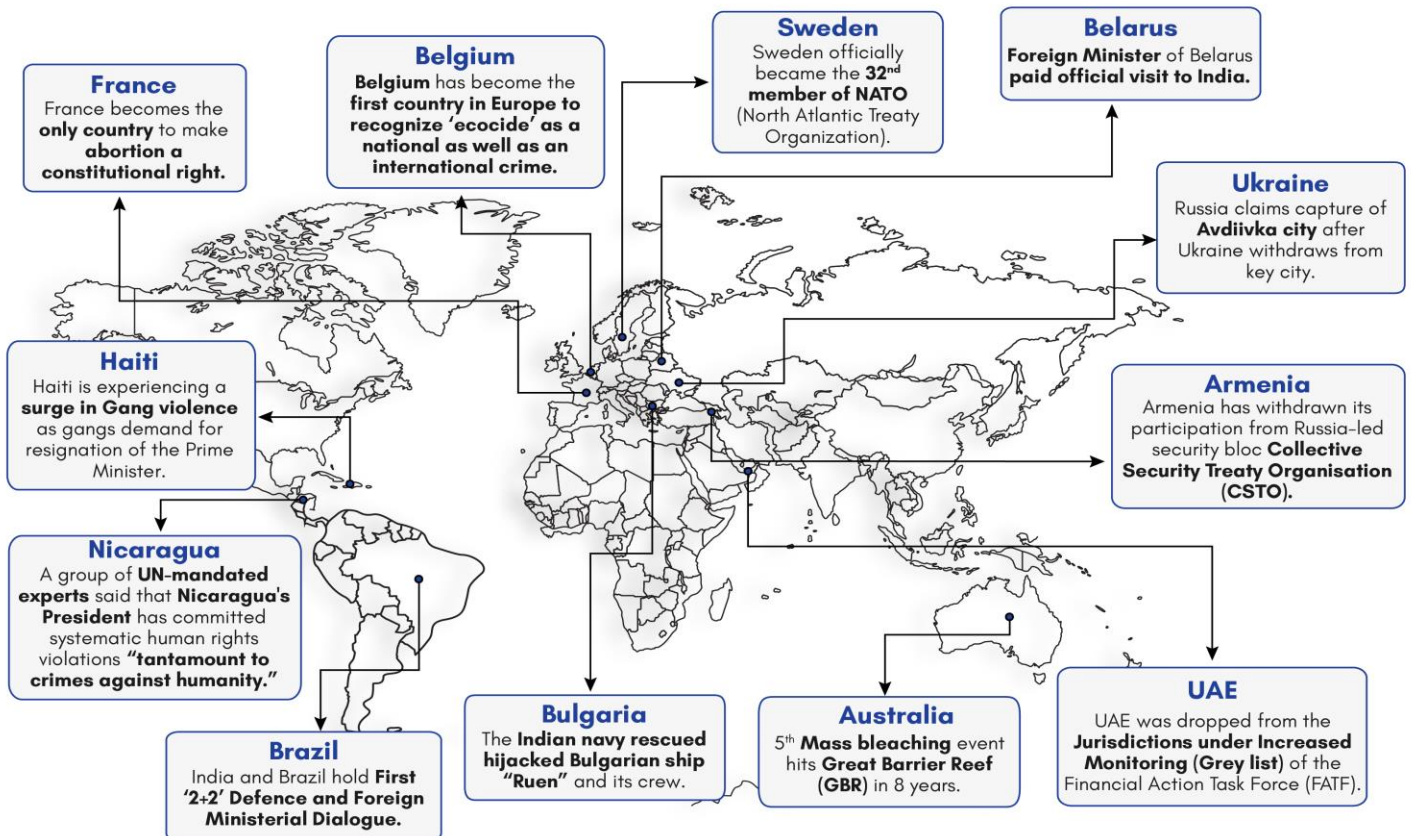 France
France becomes the
only country to make
abortion a
constitutional right.
Belgium
Belgium has become the
first country in Europe to
recognize ‘ecocide’ as a
national as well as an
international crime.
Sweden
Sweden officially
became the 32nd
member of NATO
(North Atlantic Treaty
Organization).
Belarus
Foreign Minister of Belarus
paid official visit to India.
Ukraine
Russia claims capture of
Avdiivka city after
Ukraine withdraws from
key city.
Haiti
Haiti is experiencing a
surge in Gang violence
as gangs demand for
resignation of the Prime
Minister.
Armenia
Armenia has withdrawn its
participation from Russia-led
security bloc Collective
Security Treaty Organisation
(CSTO).
Nicaragua
A group of UN-mandated
experts said that Nicaragua's
President has committed
systematic human rights
violations “tantamount to
crimes against humanity.”
Brazil
India and Brazil hold First
‘2+2’ Defence and Foreign
Ministerial Dialogue.
Bulgaria
The Indian navy rescued
hijacked Bulgarian ship
“Ruen” and its crew.
Australia
5th Mass bleaching event
hits Great Barrier Reef
(GBR) in 8 years.
UAE
UAE was dropped from the
Jurisdictions under Increased
Monitoring (Grey list) of the
Financial Action Task Force (FATF).